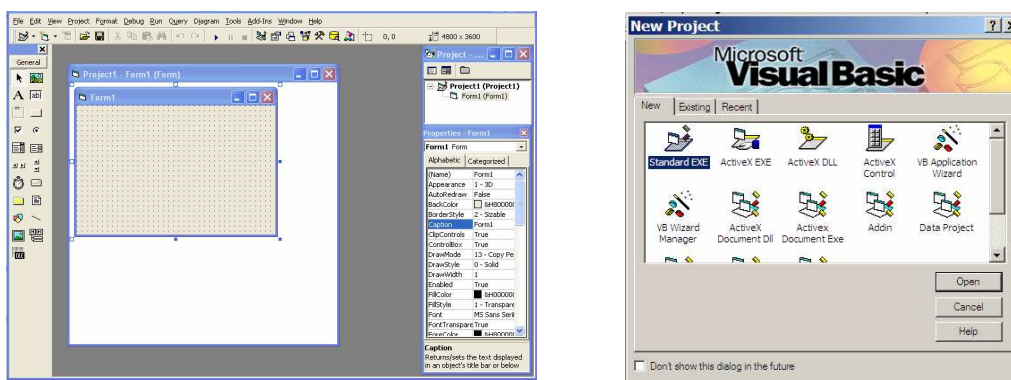 File Edit View Project Format Debug Run Query Diagram Tools Add-Ins Window Help
0, 0 4800 x 3600
General
A ab|
Project1 - Form1 (Form)
Form1
Project - ...
Project1 (Project1)
Form1 (Form1)
Properties - Form1
Form1 Form
Alphabetic Categorized
(Name) Form1
Appearance 1 - 3D
AutoRedraw False
BackColor &H800000
BorderStyle 2 - Sizable
Caption Form1
ClipControls True
ControlBox True
DrawMode 13 - Copy Pe
DrawStyle 0 - Solid
DrawWidth 1
Enabled True
FillColor &H000000
FillStyle 1 - Transpare
Font MS Sans Seri
FontTransparent True
ForeColor &H800000
Caption
Returns/sets the text displayed
in an object's title bar or below
New Project
Microsoft
Visual Basic
New Existing Recent
Standard EXE ActiveX EXE ActiveX DLL ActiveX Control VB Application Wizard
VB Wizard Manager ActiveX Document Dll Activex Document Exe Addin Data Project
Open
Cancel
Help
Don't show this dialog in the future